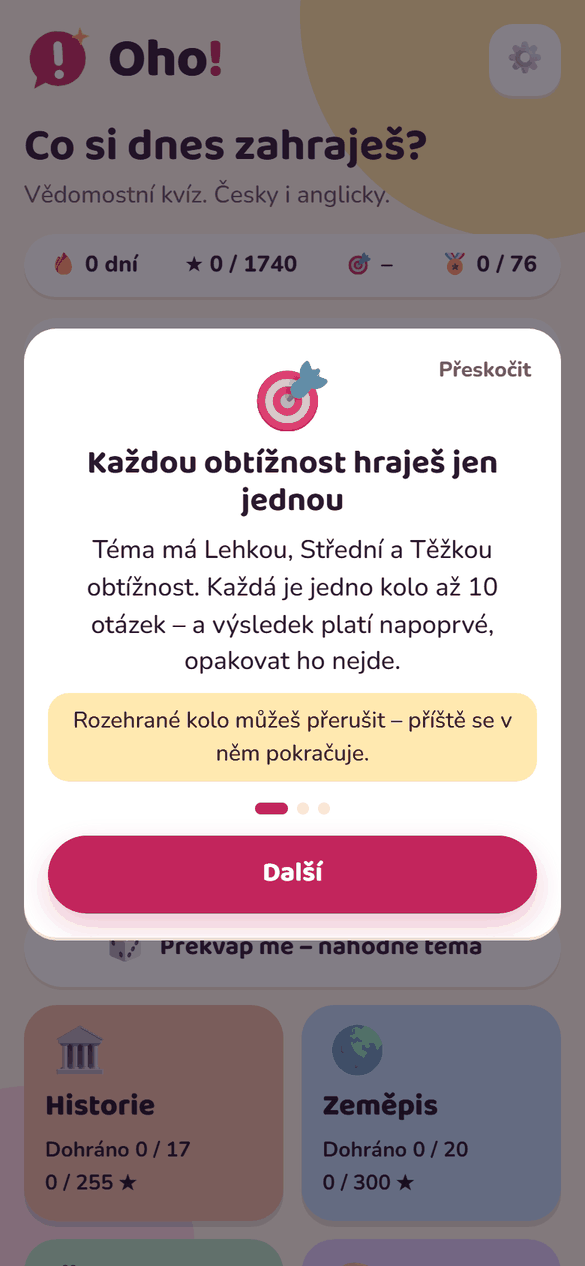 Oho!
Co si dnes zahraješ?
Vědomostní kvíz. Česky i anglicky.
0 dní ★ 0 / 1740 – 0 / 76
Přeskočit
Každou obtížnost hraješ jen
jednou
Téma má Lehkou, Střední a Těžkou
obtížnost. Každá je jedno kolo až 10
otázek – a výsledek platí napoprvé,
opakovat ho nejde.
Rozehrané kolo můžeš přerušit – příště se v
něm pokračuje.
Další
Překvap mě – náhodné téma
Historie
Dohráno 0 / 17
0 / 255 ★
Zeměpis
Dohráno 0 / 20
0 / 300 ★